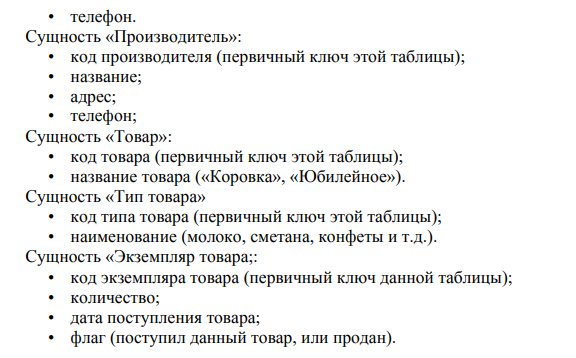 • телефон.
Сущность «Производитель»:
• код производителя (первичный ключ этой таблицы);
• название;
• адрес;
• телефон;
Сущность «Товар»:
• код товара (первичный ключ этой таблицы);
• название товара («Коровка», «Юбилейное»).
Сущность «Тип товара»
• код типа товара (первичный ключ этой таблицы);
• наименование (молоко, сметана, конфеты и т.д.).
Сущность «Экземпляр товара;:
• код экземпляра товара (первичный ключ данной таблицы);
• количество;
• дата поступления товара;
• флаг (поступил данный товар, или продан).